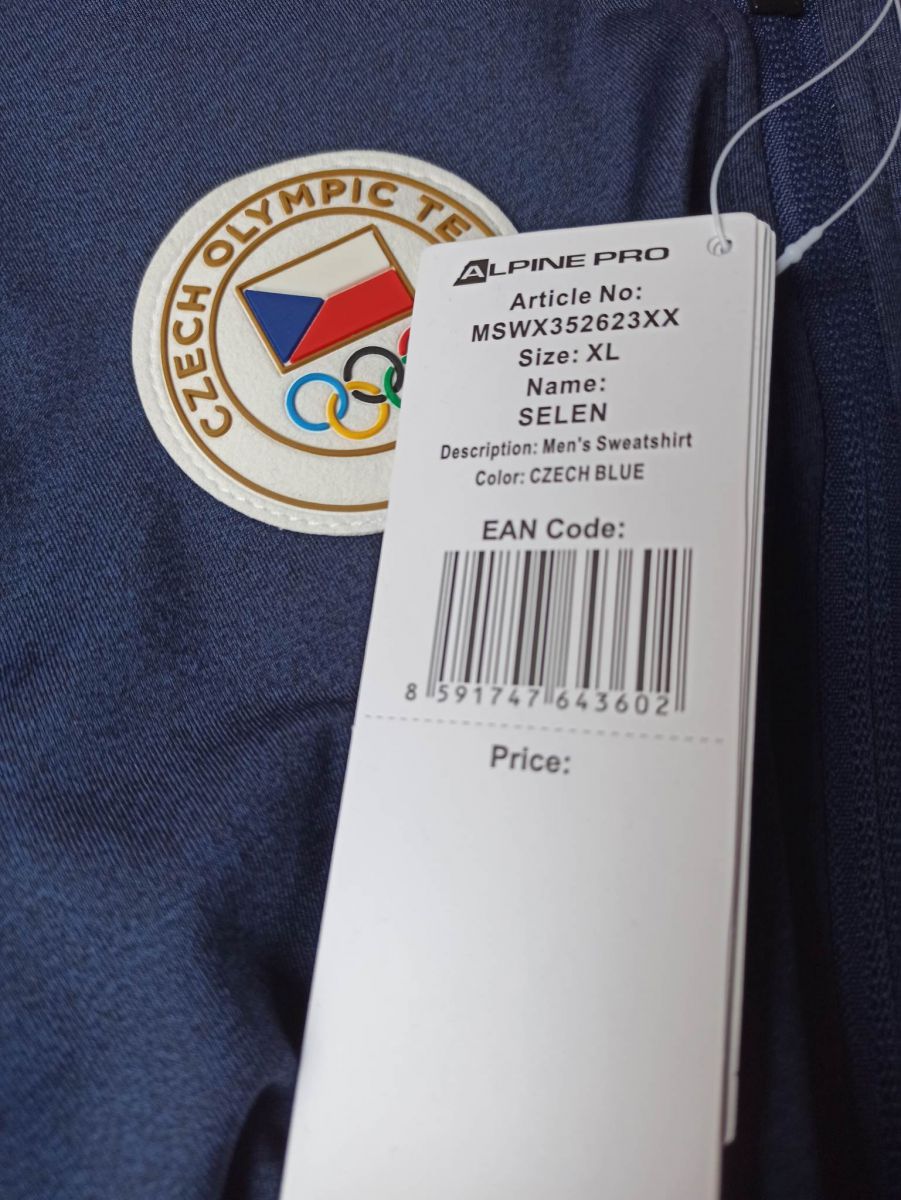 CZECH OLYMPIC TE
ALPINE PRO
Article No:
MSWX352623XX
Size: XL
Name:
SELEN
Description: Men's Sweatshirt
Color: CZECH BLUE
EAN Code:
8 591747 643602
Price: